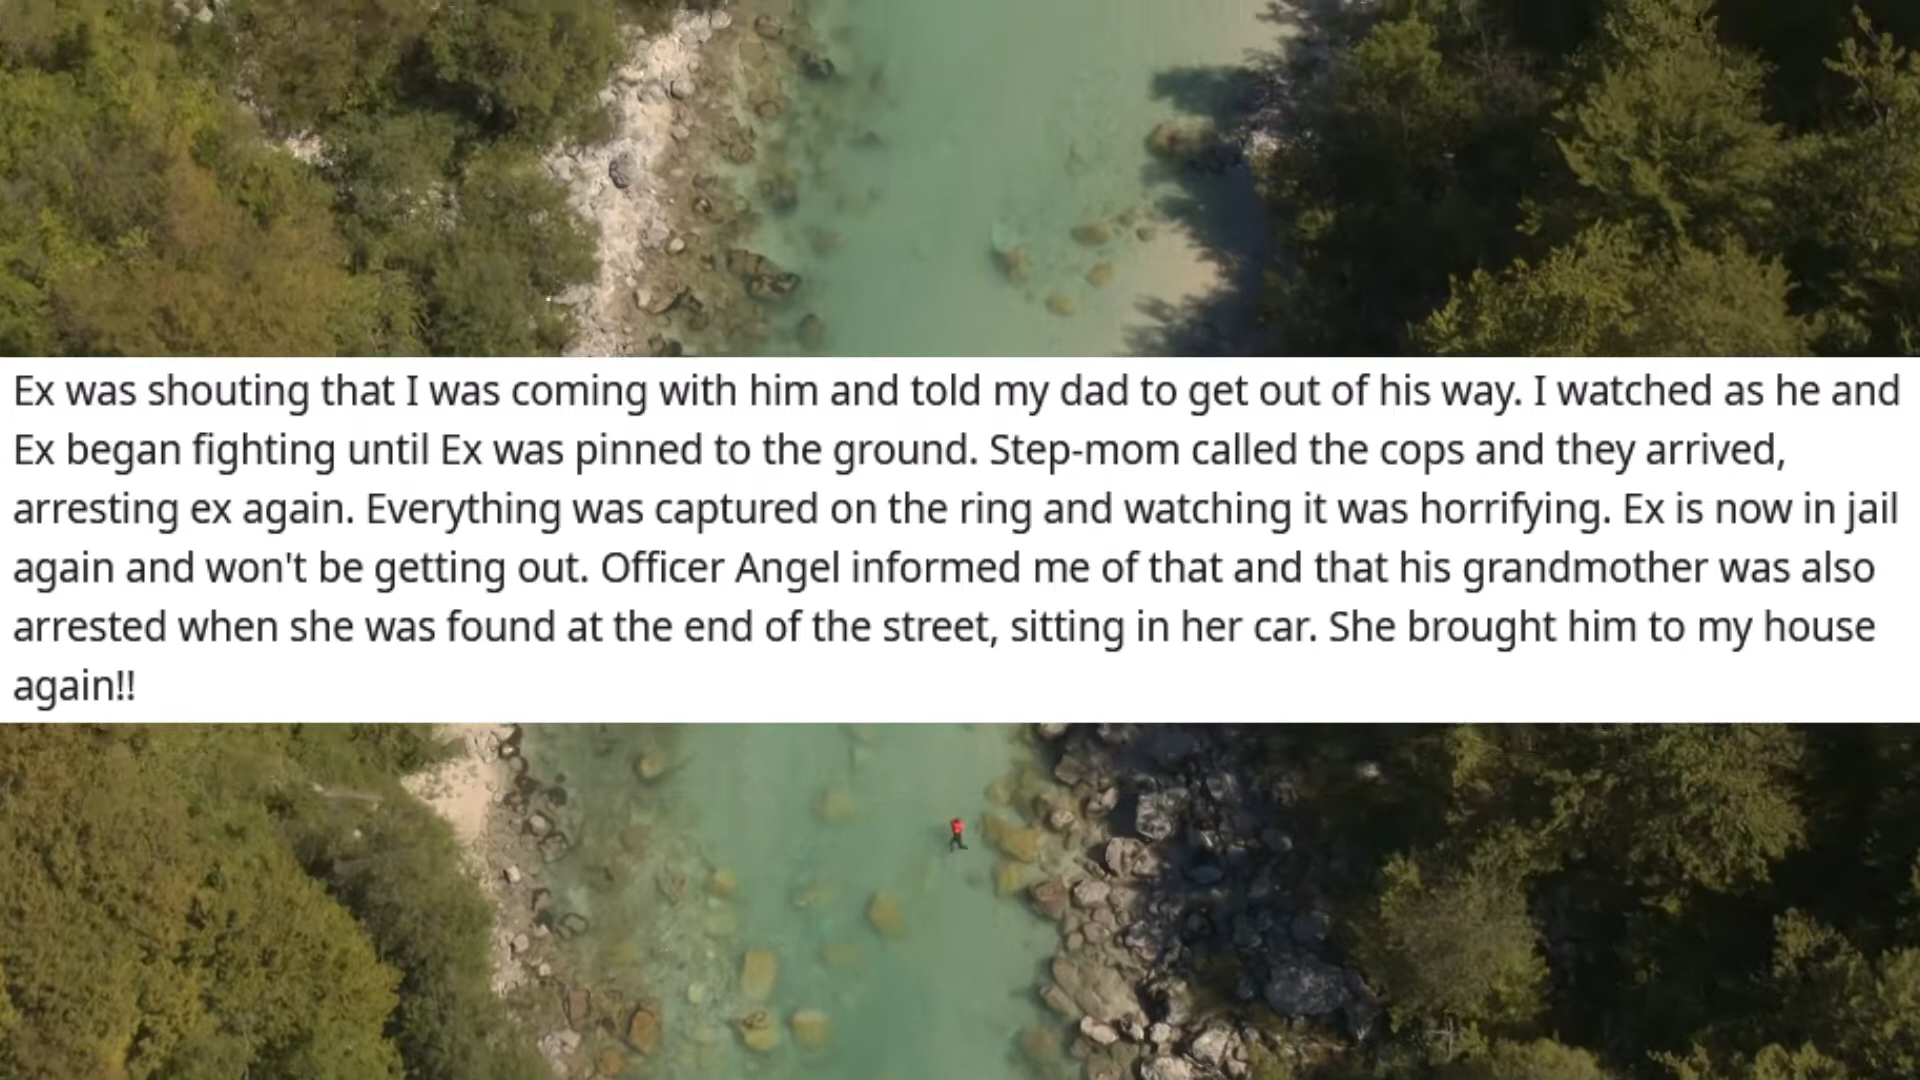 Ex was shouting that I was coming with him and told my dad to get out of his way. I watched as he and
Ex began fighting until Ex was pinned to the ground. Step-mom called the cops and they arrived,
arresting ex again. Everything was captured on the ring and watching it was horrifying. Ex is now in jail
again and won't be getting out. Officer Angel informed me of that and that his grandmother was also
arrested when she was found at the end of the street, sitting in her car. She brought him to my house
again!!